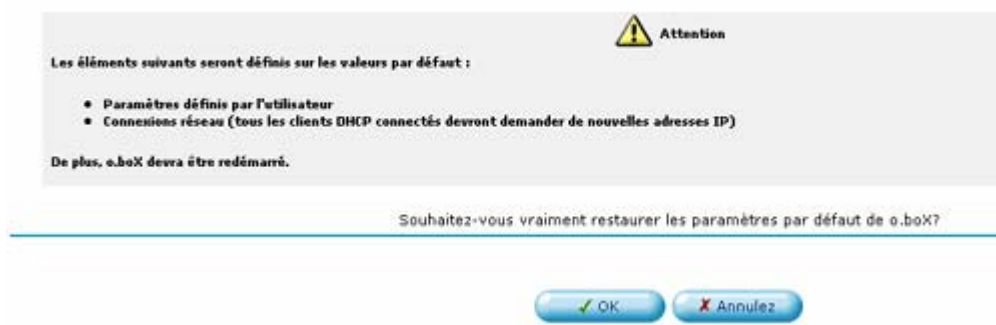 Attention
Les éléments suivants seront définis sur les valeurs par défaut :
• Paramètres définis par l'utilisateur
• Connexions réseau (tous les clients DHCP connectés devront demander de nouvelles adresses IP)
De plus, o.boX devra être redémarré.
Souhaitez-vous vraiment restaurer les paramètres par défaut de o.boX?
OK
Annulez